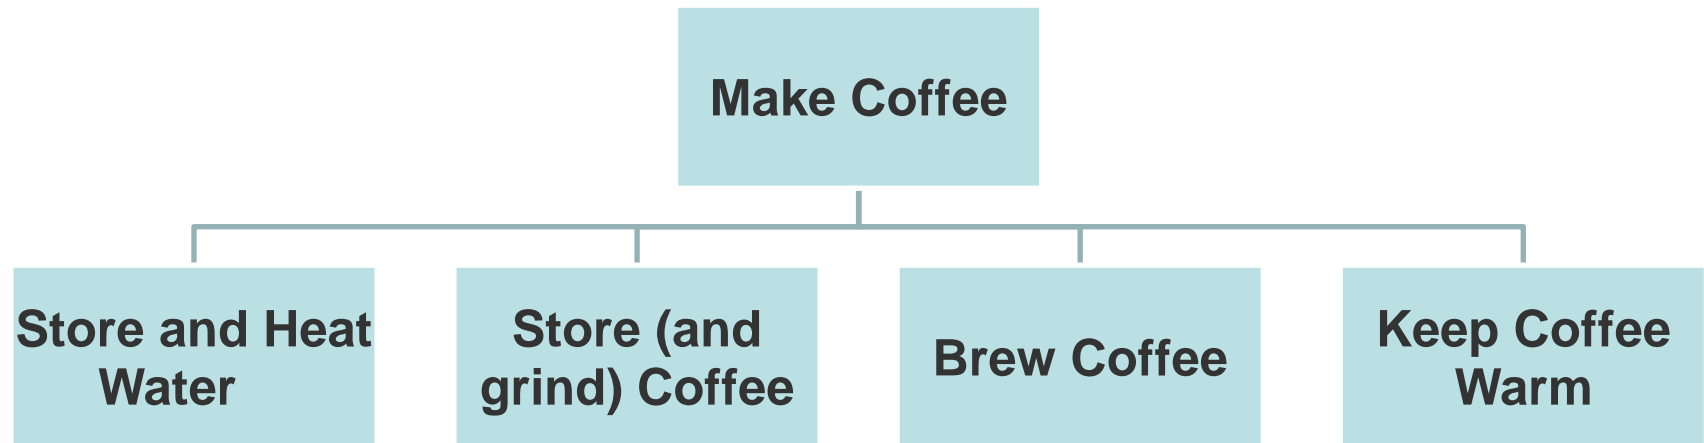 Make Coffee
Store and Heat
Water
Store (and
grind) Coffee
Brew Coffee
Keep Coffee
Warm